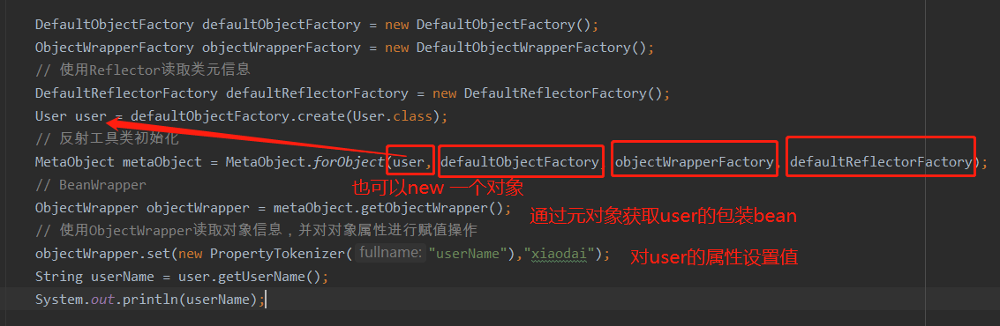 DefaultObjectFactory defaultObjectFactory = new DefaultObjectFactory();
ObjectWrapperFactory objectWrapperFactory = new DefaultObjectWrapperFactory();
// 使用Reflector读取类元信息
DefaultReflectorFactory defaultReflectorFactory = new DefaultReflectorFactory();
User user = defaultObjectFactory.create(User.class);
// 反射工具类初始化
MetaObject metaObject = MetaObject.forObject(user, defaultObjectFactory, objectWrapperFactory, defaultReflectorFactory);
// BeanWrapper
也可以new 一个对象
ObjectWrapper objectWrapper = metaObject.getObjectWrapper();
通过元对象获取user的包装bean
// 使用ObjectWrapper读取对象信息，并对对象属性进行赋值操作
objectWrapper.set(new PropertyTokenizer( fullname: "userName"),"xiaodai");
对user的属性设置值
String userName = user.getUserName();
System.out.println(userName);